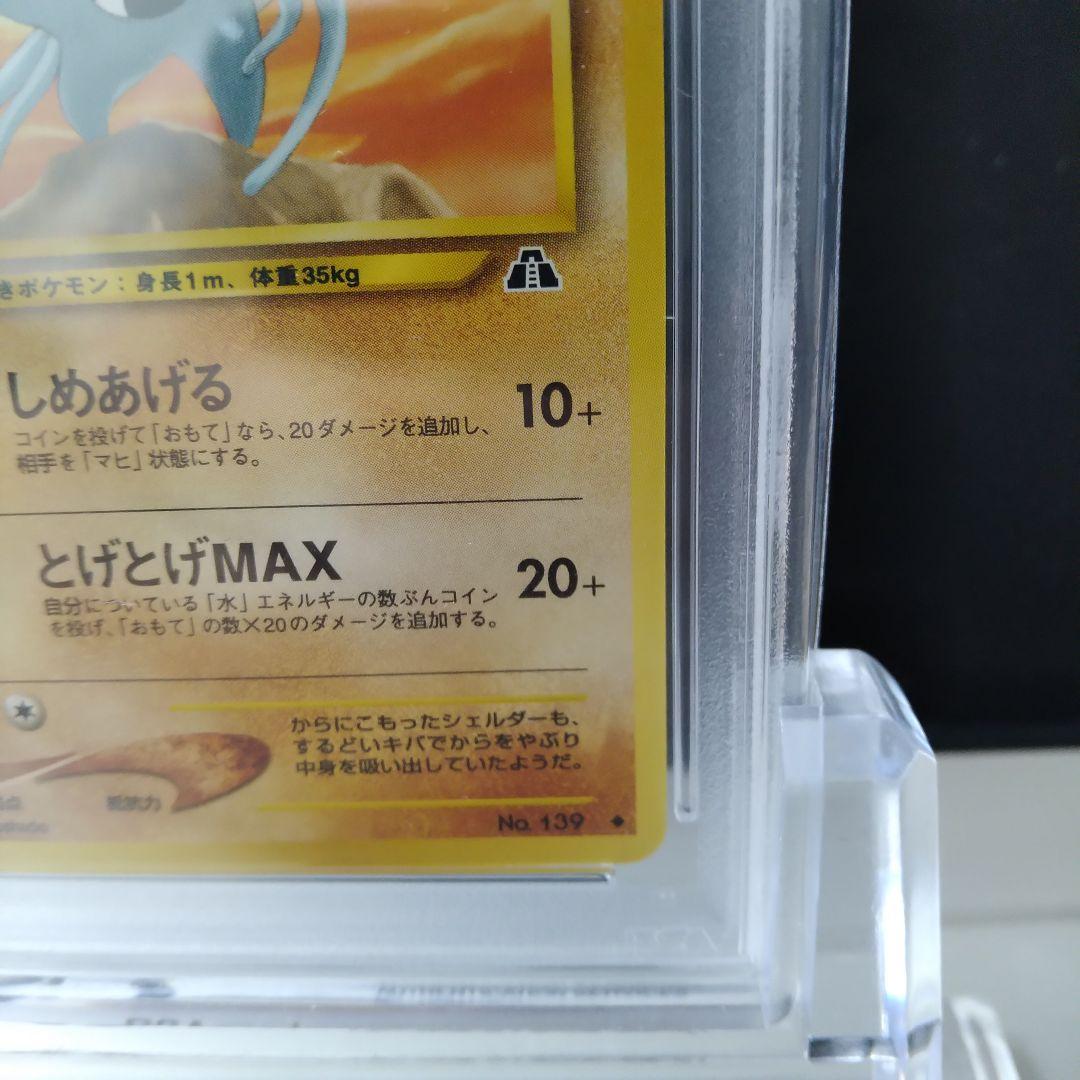 きポケモン：身長1m、体重35kg
しめあげる 10+
コインを投げて「おもて」なら、20ダメージを追加し、
相手を「マヒ」状態にする。
とげとげMAX 20+
自分についている「水」エネルギーの数ぶんコイン
を投げ、「おもて」の数×20のダメージを追加する。
からにこもったシェルダーも、
するどいキバでからをやぶり
中身を吸い出していたようだ。
抵抗力
No. 139 ◆